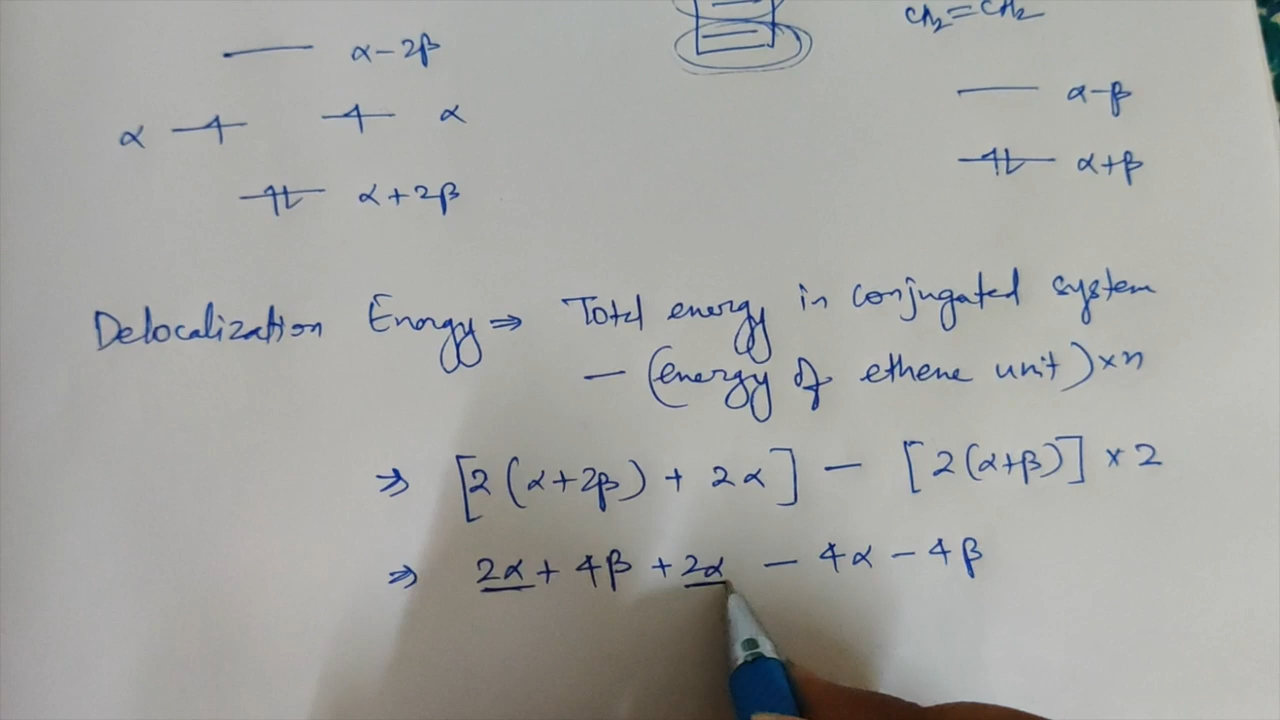 CH₂=CH₂
α-2β
α-β
α α
α+β
α+2β
Delocalization Energy ⇒ Total energy in conjugated system
- (energy of ethene unit) × n
⇒ [2(α+2β) + 2α] - [2(α+β)] × 2
⇒ 2α + 4β + 2α - 4α - 4β